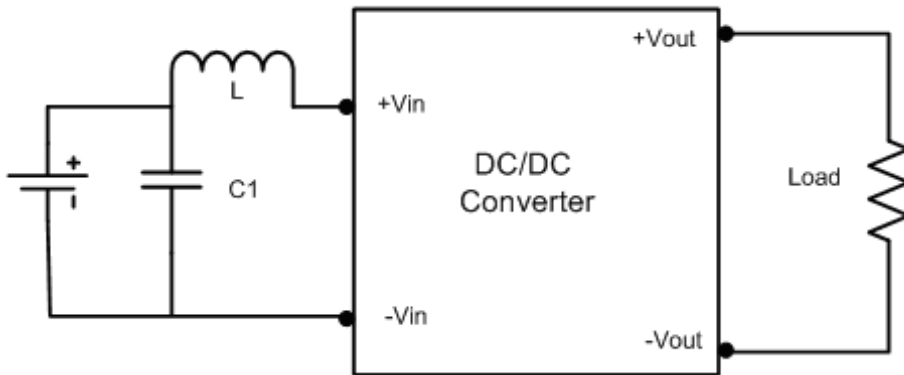 +Vout
L
+Vin
DC/DC
Converter
C1
Load
+
-
-Vin
-Vout